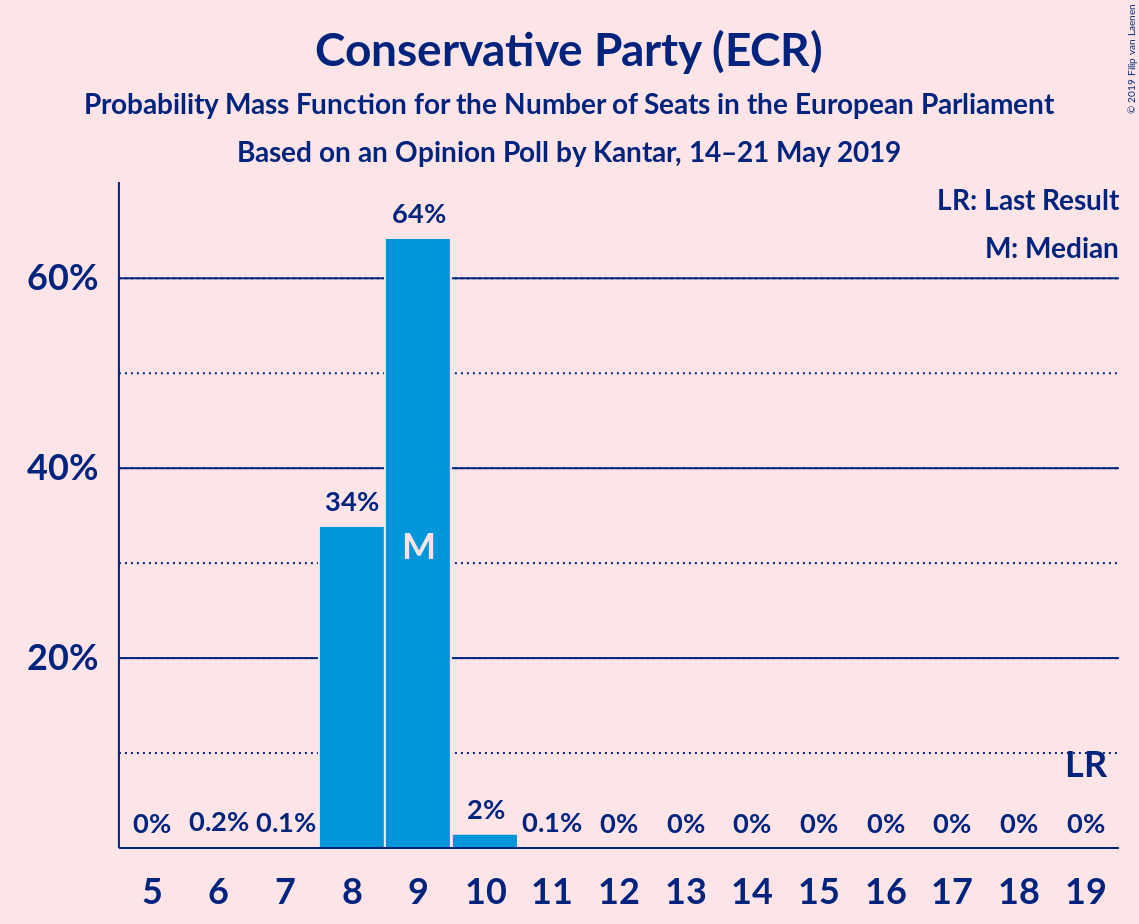 Conservative Party (ECR)
Probability Mass Function for the Number of Seats in the European Parliament
Based on an Opinion Poll by Kantar, 14–21 May 2019
© 2019 Filip van Laenen
LR: Last Result
M: Median
60%
40%
20%
0% 0.2% 0.1% 34% 64% 2% 0.1% 0% 0% 0% 0% 0% 0% 0% 0%
M
LR
5 6 7 8 9 10 11 12 13 14 15 16 17 18 19